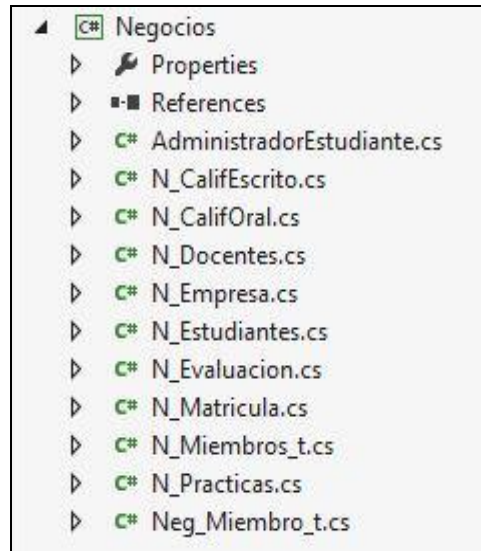 C# Negocios
Properties
References
C# AdministradorEstudiante.cs
C# N_CalifEscrito.cs
C# N_CalifOral.cs
C# N_Docentes.cs
C# N_Empresa.cs
C# N_Estudiantes.cs
C# N_Evaluacion.cs
C# N_Matricula.cs
C# N_Miembros_t.cs
C# N_Practicas.cs
C# Neg_Miembro_t.cs